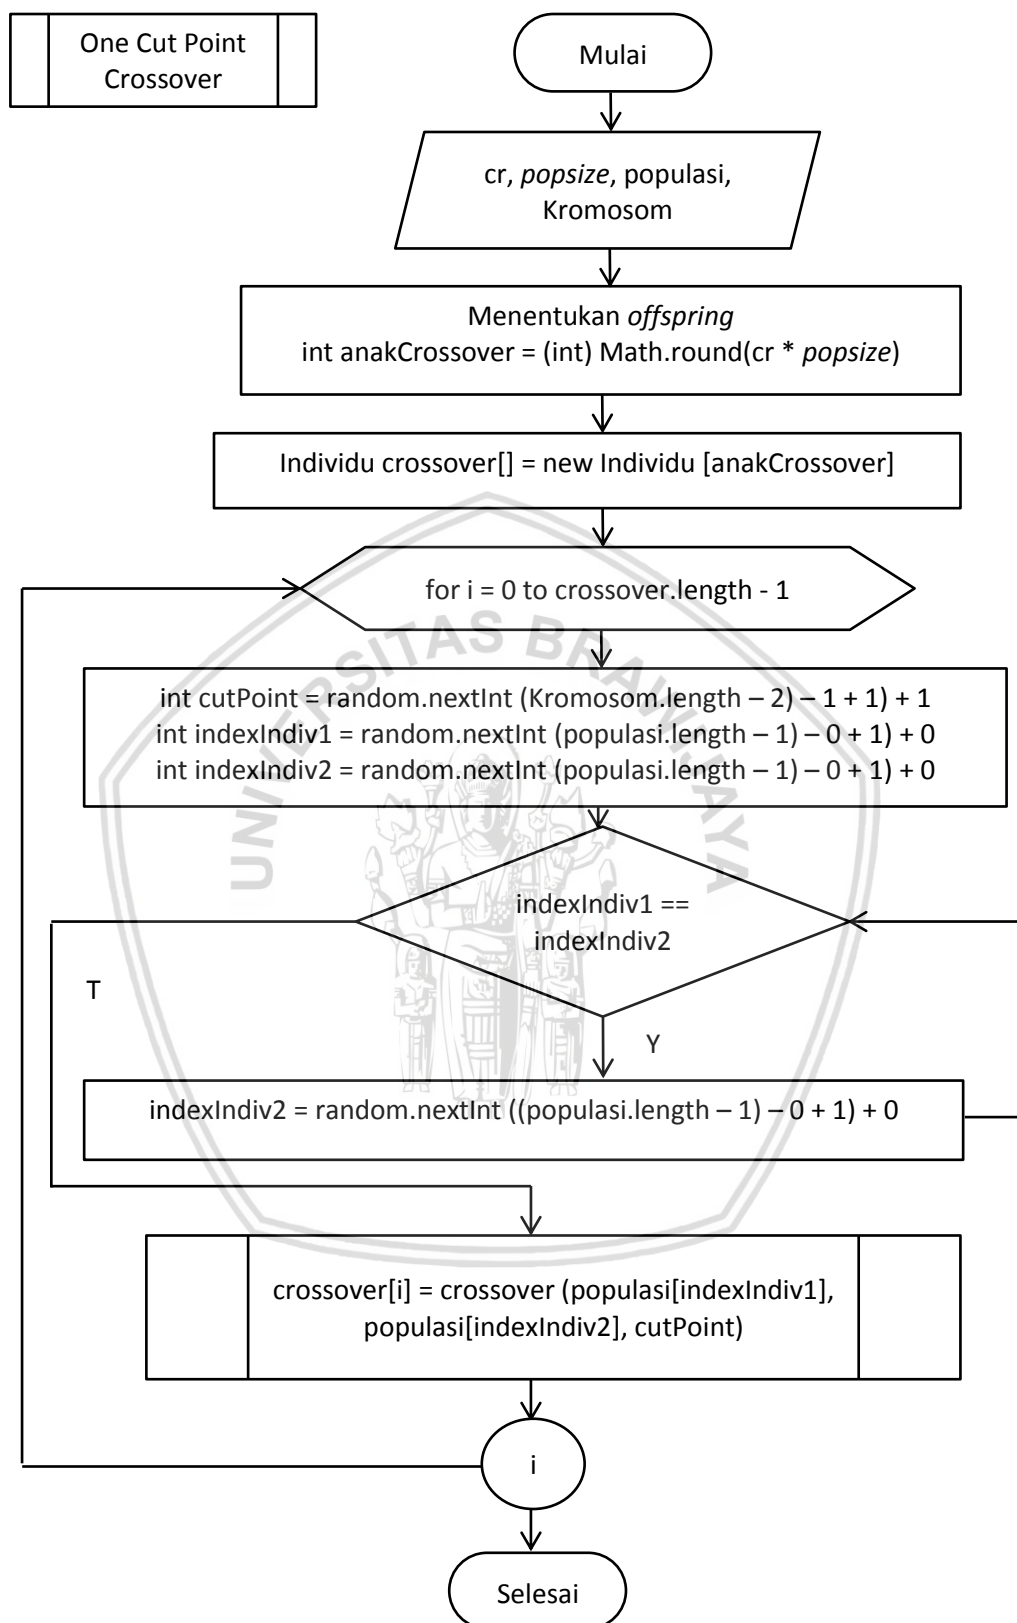 One Cut Point
Crossover
Mulai
cr, popsize, populasi,
Kromosom
Menentukan offspring
int anakCrossover = (int) Math.round(cr * popsize)
Individu crossover[] = new Individu [anakCrossover]
for i = 0 to crossover.length - 1
UNIVERSITAS BRAWIJAYA
int cutPoint = random.nextInt (Kromosom.length – 2) – 1 + 1) + 1
int indexIndiv1 = random.nextInt (populasi.length – 1) – 0 + 1) + 0
int indexIndiv2 = random.nextInt (populasi.length – 1) – 0 + 1) + 0
indexIndiv1 ==
indexIndiv2
T
Y
indexIndiv2 = random.nextInt ((populasi.length – 1) – 0 + 1) + 0
crossover[i] = crossover (populasi[indexIndiv1],
populasi[indexIndiv2], cutPoint)
i
Selesai